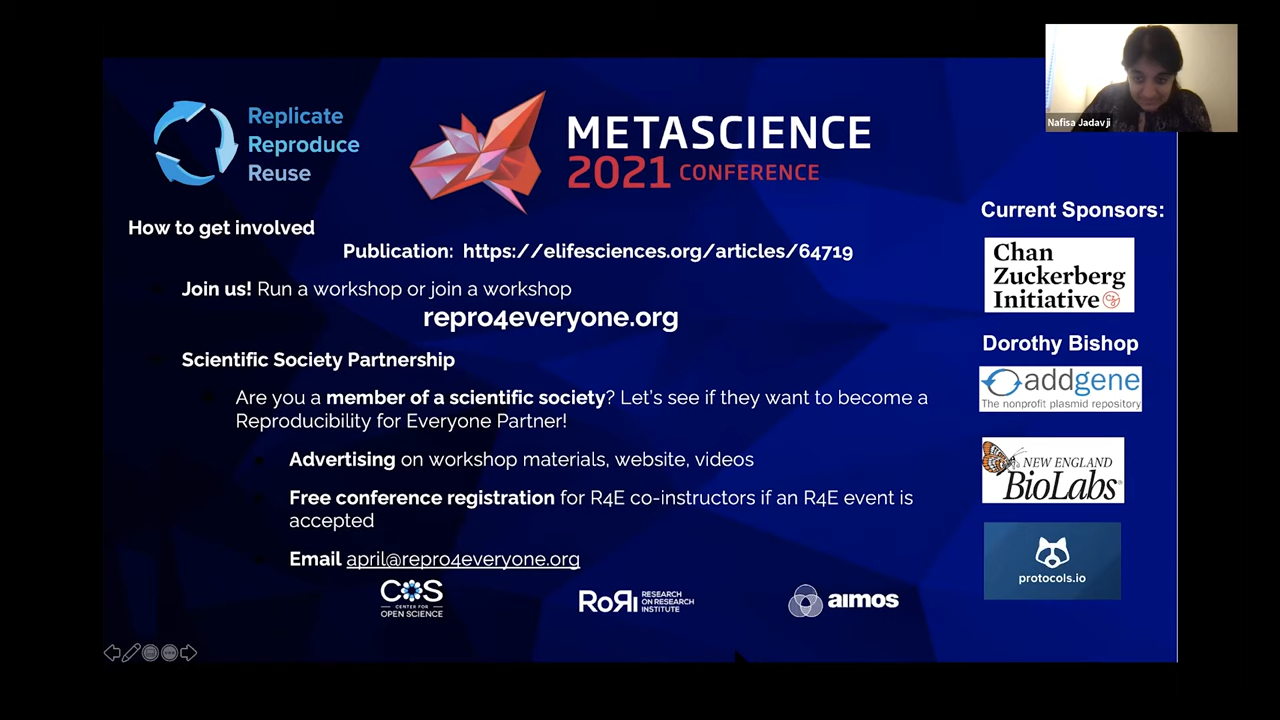 Nafisa Jadavji
Replicate
Reproduce
Reuse
METASCIENCE
2021 CONFERENCE
How to get involved
Publication: https://elifesciences.org/articles/64719
Join us! Run a workshop or join a workshop
repro4everyone.org
Scientific Society Partnership
Are you a member of a scientific society? Let's see if they want to become a
Reproducibility for Everyone Partner!
Advertising on workshop materials, website, videos
Free conference registration for R4E co-instructors if an R4E event is
accepted
Email april@repro4everyone.org
Current Sponsors:
Chan
Zuckerberg
Initiative
Dorothy Bishop
addgene
The nonprofit plasmid repository
NEW ENGLAND
BioLabs®
protocols.io
COS
CENTER FOR
OPEN SCIENCE
RoRI
RESEARCH
ON RESEARCH
INSTITUTE
aimos